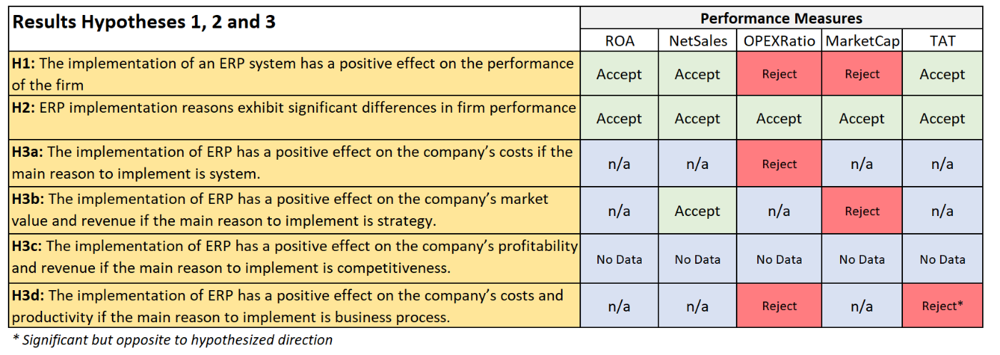 Results Hypotheses 1, 2 and 3
Performance Measures
ROA NetSales OPEXRatio MarketCap TAT
H1: The implementation of an ERP system has a positive effect on the performance
of the firm
Accept Accept Reject Reject Accept
H2: ERP implementation reasons exhibit significant differences in firm performance
Accept Accept Accept Accept Accept
H3a: The implementation of ERP has a positive effect on the company’s costs if the
main reason to implement is system.
n/a n/a Reject n/a n/a
H3b: The implementation of ERP has a positive effect on the company’s market
value and revenue if the main reason to implement is strategy.
n/a Accept n/a Reject n/a
H3c: The implementation of ERP has a positive effect on the company’s profitability
and revenue if the main reason to implement is competitiveness.
No Data No Data No Data No Data No Data
H3d: The implementation of ERP has a positive effect on the company’s costs and
productivity if the main reason to implement is business process.
n/a n/a Reject n/a Reject*
* Significant but opposite to hypothesized direction